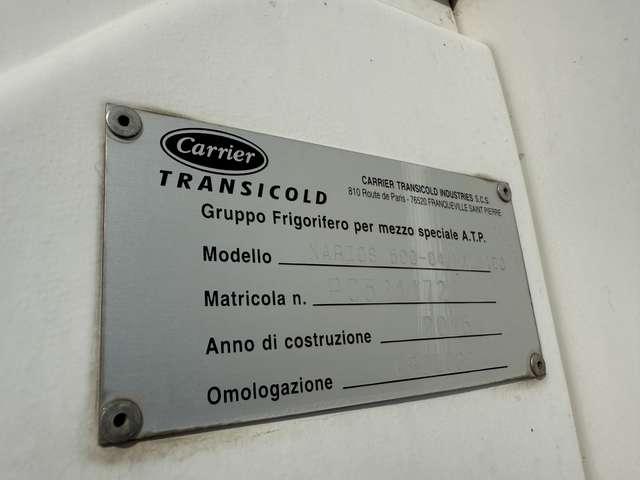 Carrier
TRANSICOLD
CARRIER TRANSICOLD INDUSTRIES S.C.S.
810 Route de Paris - 76520 FRANQUEVILLE SAINT PIERRE
Gruppo Frigorifero per mezzo speciale A.T.P.
Modello
Matricola n.
Anno di costruzione
Omologazione